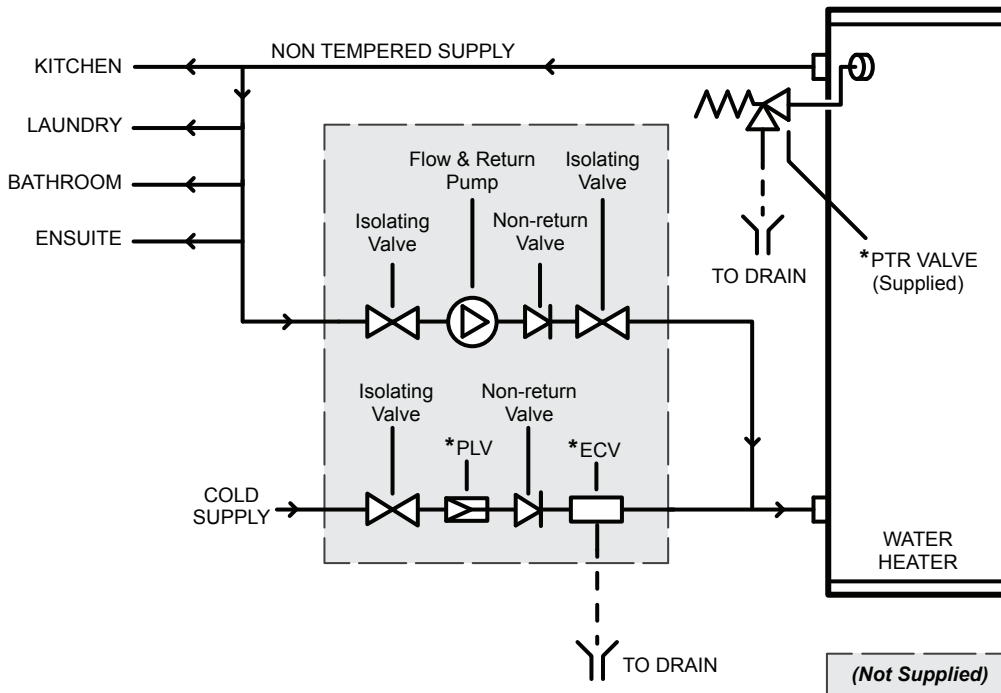 NON TEMPERED SUPPLY
KITCHEN
LAUNDRY
BATHROOM
ENSUITE
Flow & Return
Pump
Isolating
Valve
Isolating
Valve
Non-return
Valve
TO DRAIN
*PTR VALVE
(Supplied)
Isolating
Valve
Non-return
Valve
*PLV
*ECV
COLD
SUPPLY
WATER
HEATER
TO DRAIN
(Not Supplied)